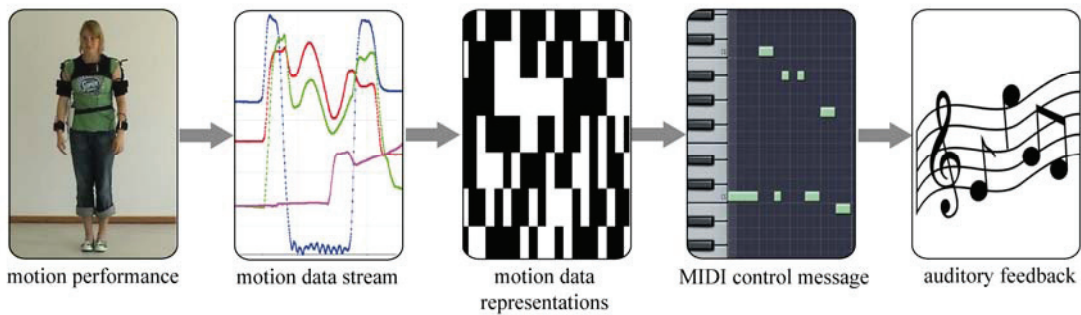 motion performance
motion data stream
motion data
representations
MIDI control message
auditory feedback